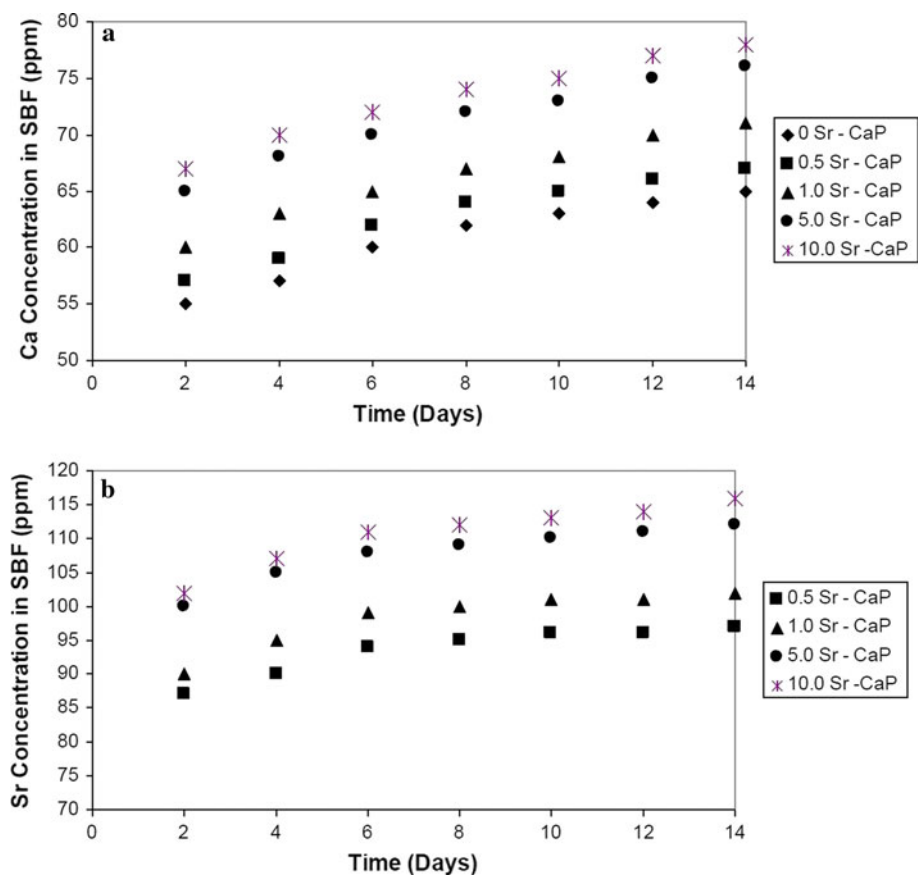 a
Ca Concentration in SBF (ppm)
80
75
70
65
60
55
50
0 2 4 6 8 10 12 14
Time (Days)
0 Sr - CaP
0.5 Sr - CaP
1.0 Sr - CaP
5.0 Sr - CaP
10.0 Sr -CaP
b
Sr Concentration in SBF (ppm)
120
115
110
105
100
95
90
85
80
75
70
0 2 4 6 8 10 12 14
Time (Days)
0.5 Sr - CaP
1.0 Sr - CaP
5.0 Sr - CaP
10.0 Sr -CaP